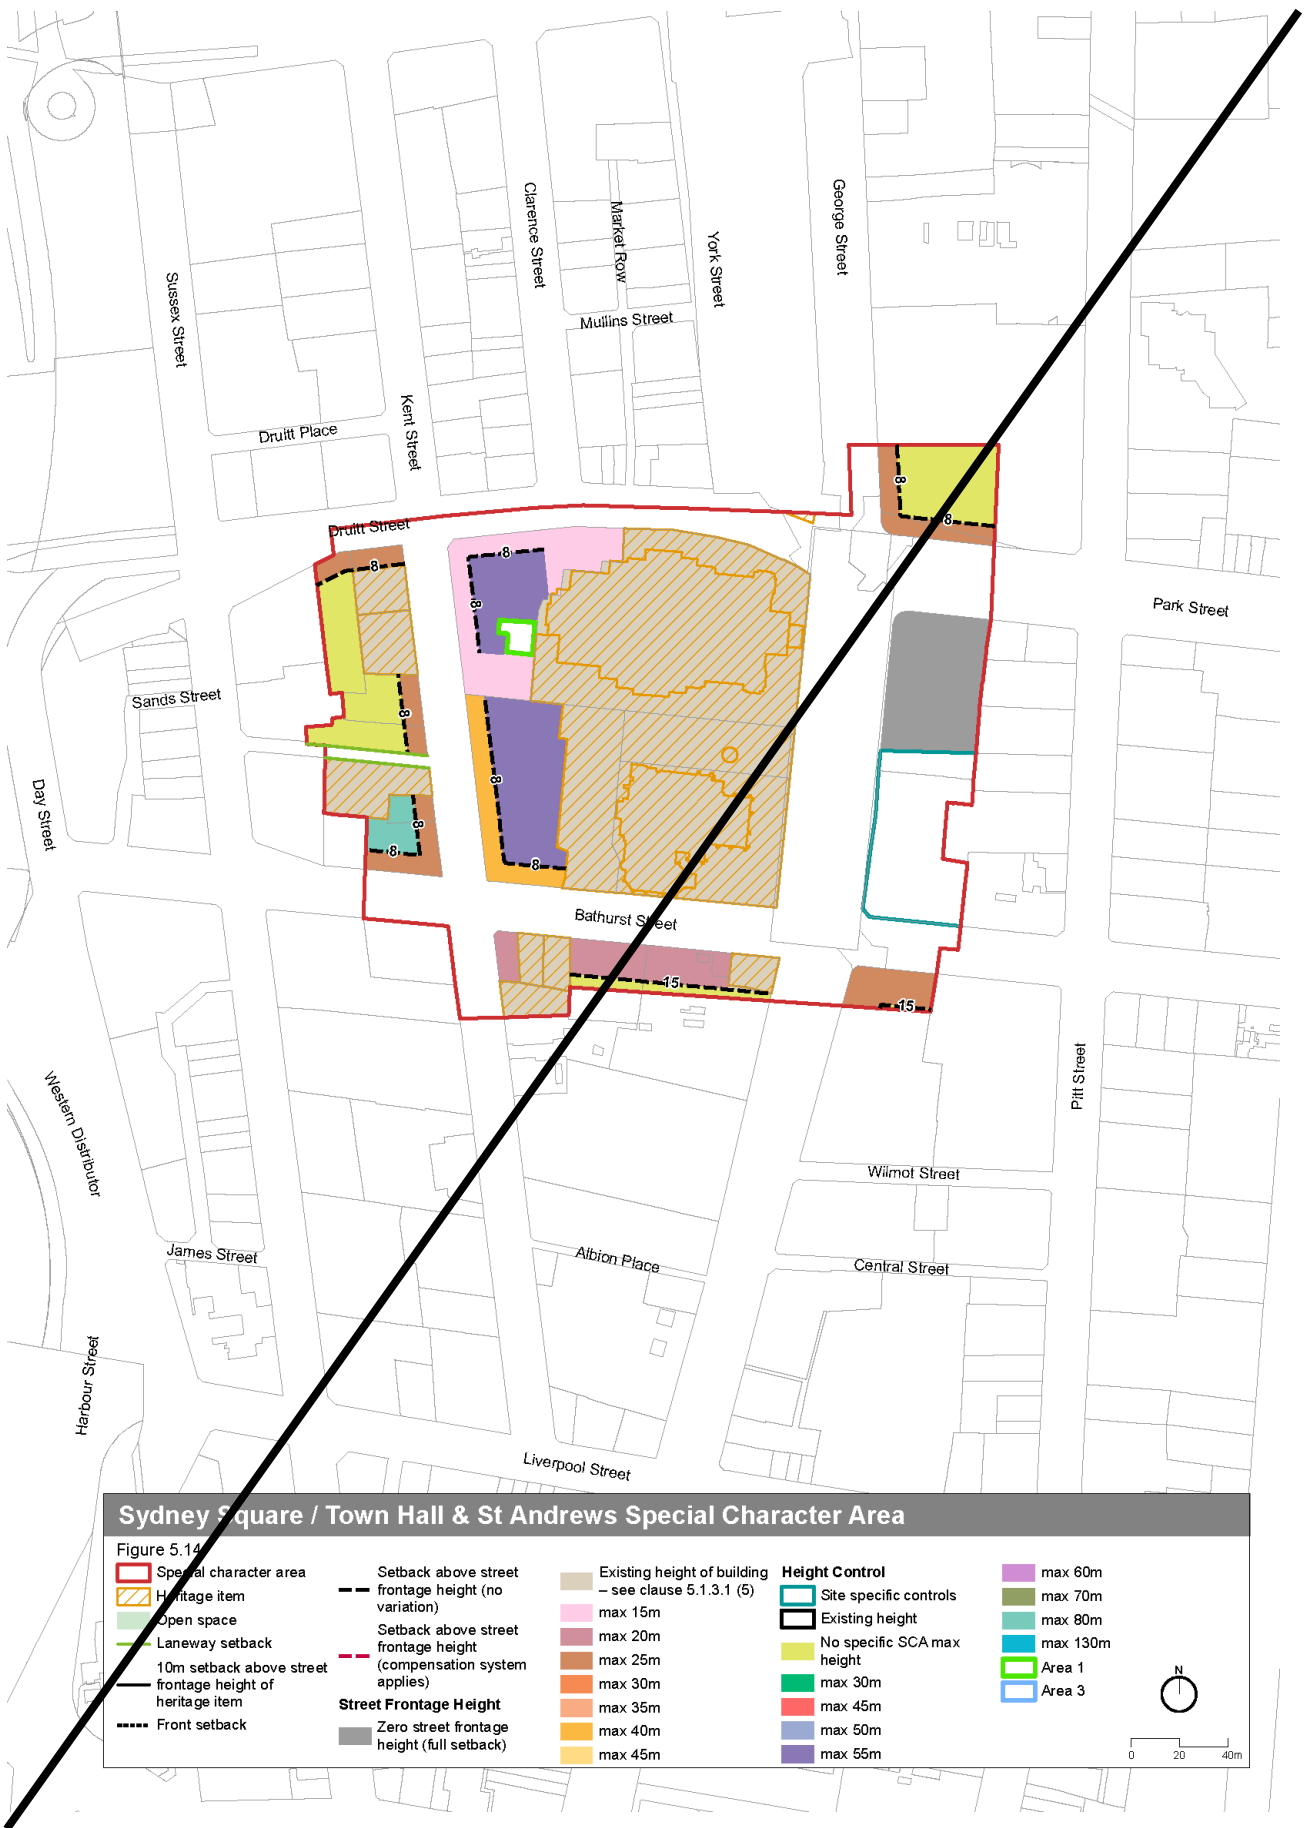 Clarence Street
Market Row
York Street
George Street
Sussex Street
Mullins Street
Kent Street
Druitt Place
8
8
Druitt Street
8
8
8
Park Street
Sands Street
8
8
Day Street
8
8
8
Bathurst Street
15
15
Pitt Street
Western Distributor
Wilmot Street
James Street
Albion Place
Central Street
Harbour Street
Liverpool Street
Sydney Square / Town Hall & St Andrews Special Character Area
Figure 5.14
Special character area
Heritage item
Open space
Laneway setback
10m setback above street
frontage height of
heritage item
Front setback
Setback above street
frontage height (no
variation)
Setback above street
frontage height
(compensation system
applies)
Street Frontage Height
Zero street frontage
height (full setback)
Existing height of building
– see clause 5.1.3.1 (5)
max 15m
max 20m
max 25m
max 30m
max 35m
max 40m
max 45m
Height Control
Site specific controls
Existing height
No specific SCA max
height
max 30m
max 45m
max 50m
max 55m
max 60m
max 70m
max 80m
max 130m
Area 1
Area 3
N
0 20 40m